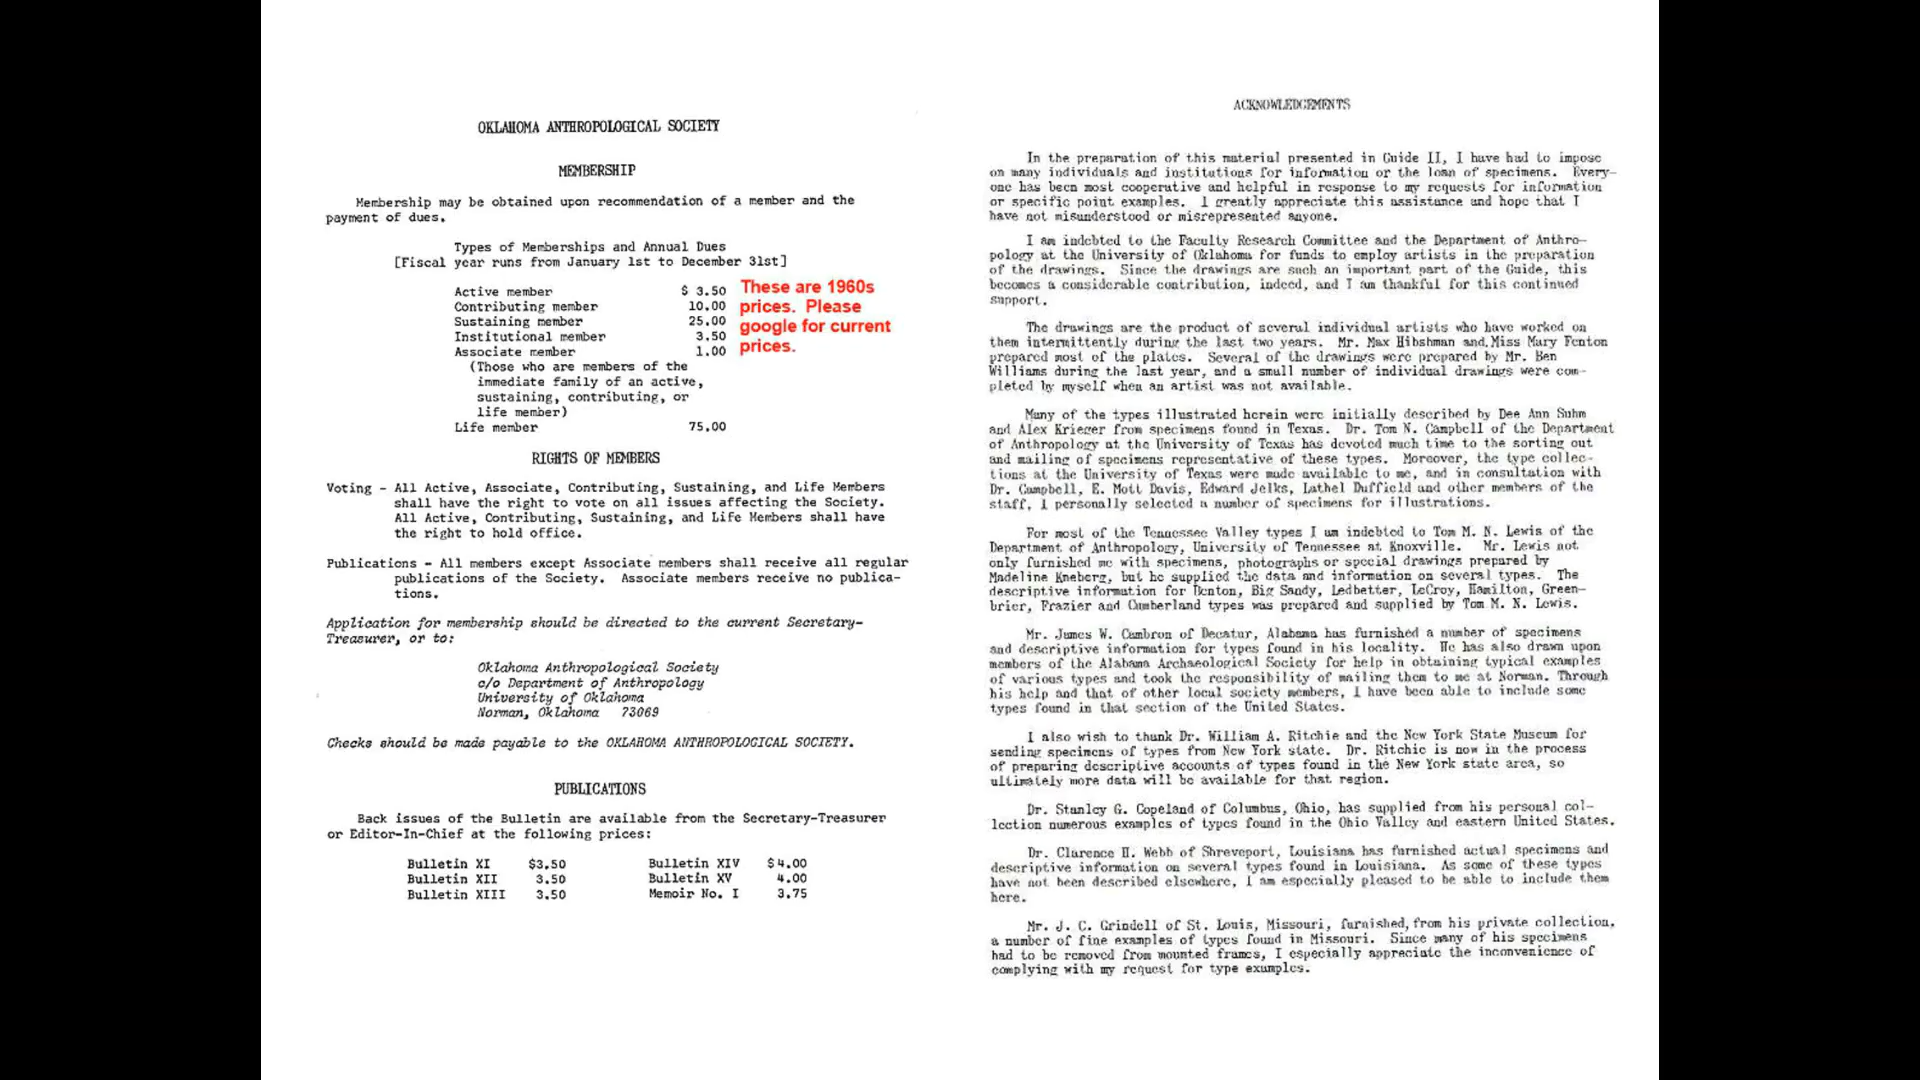 OKLAHOMA ANTHROPOLOGICAL SOCIETY
MEMBERSHIP
Membership may be obtained upon recommendation of a member and the
payment of dues.
Types of Memberships and Annual Dues
[Fiscal year runs from January 1st to December 31st]
Active member $ 3.50
Contributing member 10.00
Sustaining member 25.00
Institutional member 3.50
Associate member 1.00
(Those who are members of the
immediate family of an active,
sustaining, contributing, or
life member)
Life member 75.00
These are 1960s
prices. Please
google for current
prices.
RIGHTS OF MEMBERS
Voting - All Active, Associate, Contributing, Sustaining, and Life Members
shall have the right to vote on all issues affecting the Society.
All Active, Contributing, Sustaining, and Life Members shall have
the right to hold office.
Publications - All members except Associate members shall receive all regular
publications of the Society. Associate members receive no publica-
tions.
Application for membership should be directed to the current Secretary-
Treasurer, or to:
Oklahoma Anthropological Society
c/o Department of Anthropology
University of Oklahoma
Norman, Oklahoma 73069
Checks should be made payable to the OKLAHOMA ANTHROPOLOGICAL SOCIETY.
PUBLICATIONS
Back issues of the Bulletin are available from the Secretary-Treasurer
or Editor-In-Chief at the following prices:
Bulletin XI $3.50 Bulletin XIV $4.00
Bulletin XII 3.50 Bulletin XV 4.00
Bulletin XIII 3.50 Memoir No. I 3.75
ACKNOWLEDGEMENTS
In the preparation of this material presented in Guide II, I have had to impose
on many individuals and institutions for information or the loan of specimens. Every-
one has been most cooperative and helpful in response to my requests for information
or specific point examples. I greatly appreciate this assistance and hope that I
have not misunderstood or misrepresented anyone.
I am indebted to the Faculty Research Committee and the Department of Anthro-
pology at the University of Oklahoma for funds to employ artists in the preparation
of the drawings. Since the drawings are such an important part of the Guide, this
becomes a considerable contribution, indeed, and I am thankful for this continued
support.
The drawings are the product of several individual artists who have worked on
them intermittently during the last two years. Mr. Max Hibshman and Miss Mary Fenton
prepared most of the plates. Several of the drawings were prepared by Mr. Ben
Williams during the last year, and a small number of individual drawings were com-
pleted by myself when an artist was not available.
Many of the types illustrated herein were initially described by Dee Ann Suhm
and Alex Krieger from specimens found in Texas. Dr. Tom N. Campbell of the Department
of Anthropology at the University of Texas has devoted much time to the sorting out
and mailing of specimens representative of these types. Moreover, the type collec-
tions at the University of Texas were made available to me, and in consultation with
Dr. Campbell, E. Mott Davis, Edward Jelks, Lathel Duffield and other members of the
staff, I personally selected a number of specimens for illustrations.
For most of the Tennessee Valley types I am indebted to Tom M. N. Lewis of the
Department of Anthropology, University of Tennessee at Knoxville. Mr. Lewis not
only furnished me with specimens, photographs or special drawings prepared by
Madeline Kneberg, but he supplied the data and information on several types. The
descriptive information for Denton, Big Sandy, Ledbetter, LeCroy, Hamilton, Green-
brier, Frazier and Cumberland types was prepared and supplied by Tom M. N. Lewis.
Mr. James W. Cambron of Decatur, Alabama has furnished a number of specimens
and descriptive information for types found in his locality. He has also drawn upon
members of the Alabama Archaeological Society for help in obtaining typical examples
of various types and took the responsibility of mailing them to me at Norman. Through
his help and that of other local society members, I have been able to include some
types found in that section of the United States.
I also wish to thank Dr. William A. Ritchie and the New York State Museum for
sending specimens of types from New York state. Dr. Ritchie is now in the process
of preparing descriptive accounts of types found in the New York state area, so
ultimately more data will be available for that region.
Dr. Stanley G. Copeland of Columbus, Ohio, has supplied from his personal col-
lection numerous examples of types found in the Ohio Valley and eastern United States.
Dr. Clarence H. Webb of Shreveport, Louisiana has furnished actual specimens and
descriptive information on several types found in Louisiana. As some of these types
have not been described elsewhere, I am especially pleased to be able to include them
here.
Mr. J. C. Grindell of St. Louis, Missouri, furnished, from his private collection,
a number of fine examples of types found in Missouri. Since many of his specimens
had to be removed from mounted frames, I especially appreciate the inconvenience of
complying with my request for type examples.